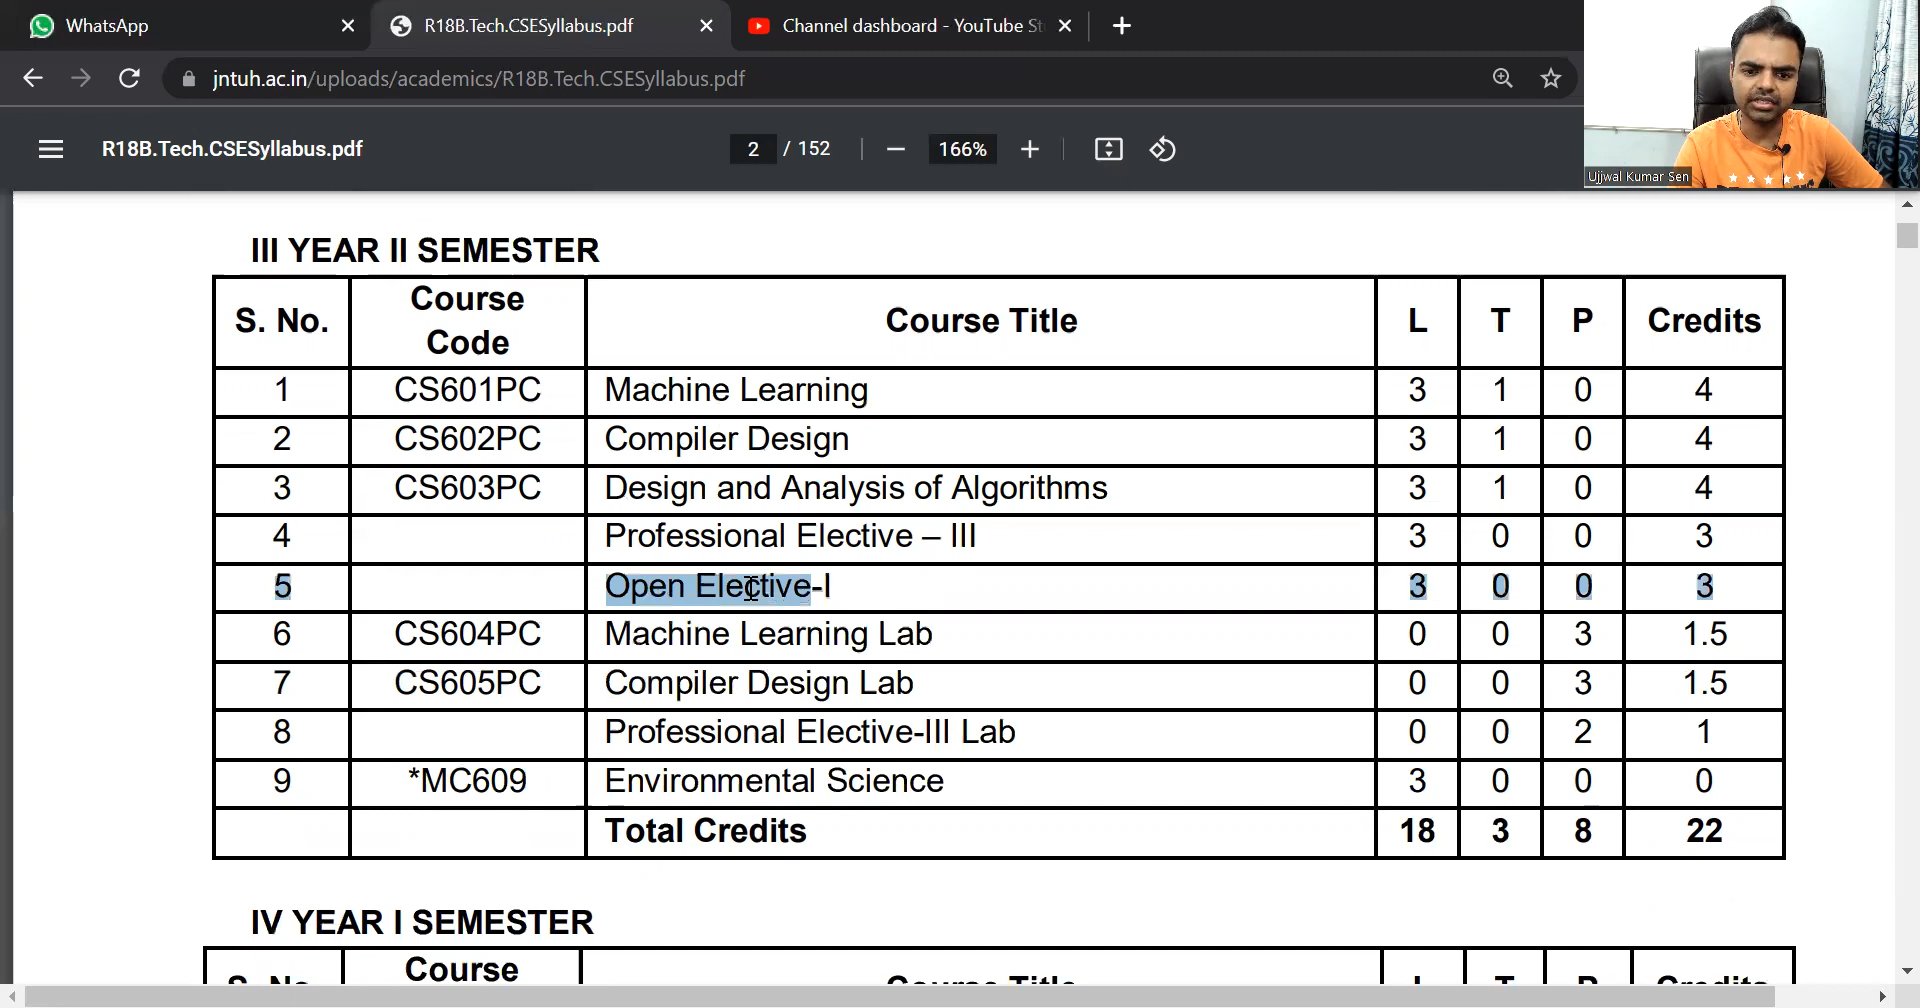 WhatsApp R18B.Tech.CSESyllabus.pdf Channel dashboard - YouTube St
jntuh.ac.in/uploads/academics/R18B.Tech.CSESyllabus.pdf
R18B.Tech.CSESyllabus.pdf 2 / 152 166%
Ujjwal Kumar Sen
III YEAR II SEMESTER
S. No. Course Code Course Title L T P Credits
1 CS601PC Machine Learning 3 1 0 4
2 CS602PC Compiler Design 3 1 0 4
3 CS603PC Design and Analysis of Algorithms 3 1 0 4
4 Professional Elective – III 3 0 0 3
5 Open Elective-I 3 0 0 3
6 CS604PC Machine Learning Lab 0 0 3 1.5
7 CS605PC Compiler Design Lab 0 0 3 1.5
8 Professional Elective-III Lab 0 0 2 1
9 *MC609 Environmental Science 3 0 0 0
Total Credits 18 3 8 22
IV YEAR I SEMESTER
S. No. Course Course Title L T P Credits